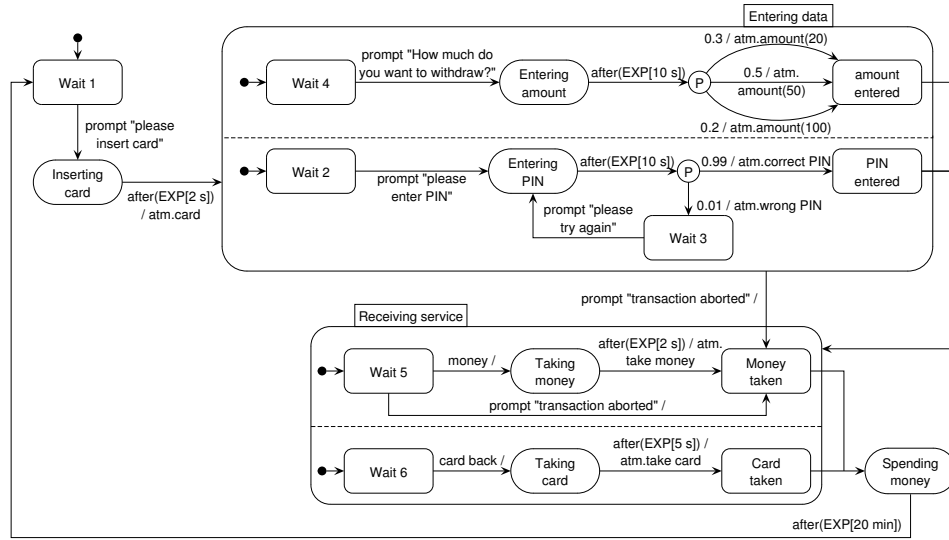 Entering data
0.3 / atm.amount(20)
prompt "How much do
you want to withdraw?"
Wait 4
Entering
amount
after(EXP[10 s])
P
0.5 / atm.
amount(50)
amount
entered
0.2 / atm.amount(100)
Wait 1
prompt "please
insert card"
Inserting
card
after(EXP[2 s])
/ atm.card
Wait 2
prompt "please
enter PIN"
Entering
PIN
after(EXP[10 s])
P
0.99 / atm.correct PIN
PIN
entered
0.01 / atm.wrong PIN
prompt "please
try again"
Wait 3
prompt "transaction aborted" /
Receiving service
Wait 5
money /
Taking
money
after(EXP[2 s]) / atm.
take money
Money
taken
prompt "transaction aborted" /
Wait 6
card back /
Taking
card
after(EXP[5 s]) /
atm.take card
Card
taken
Spending
money
after(EXP[20 min])